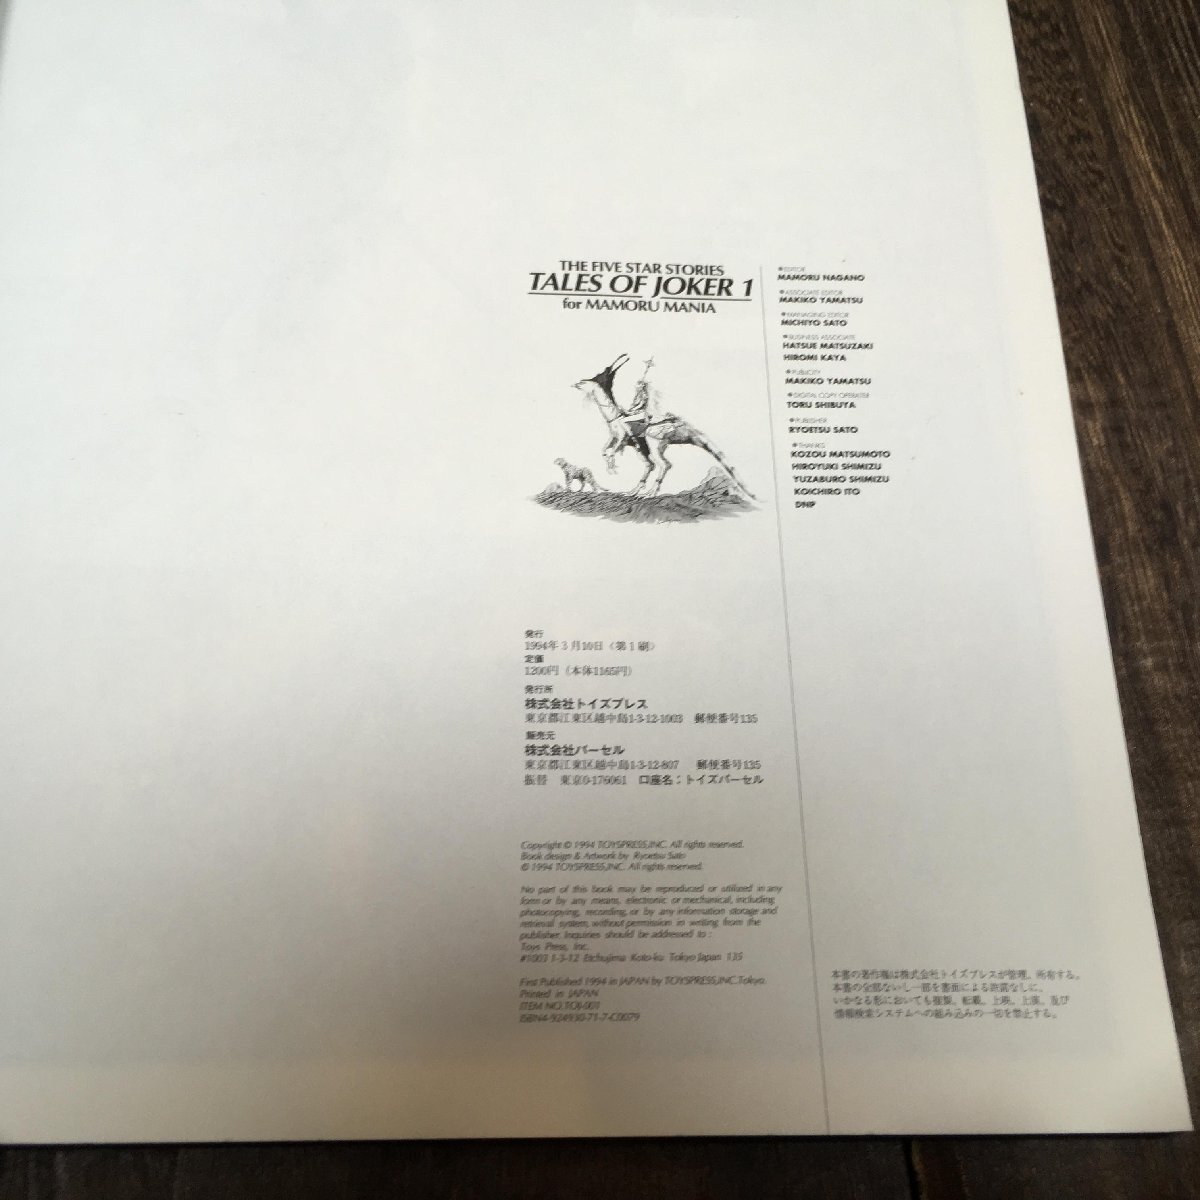 THE FIVE STAR STORIES
TALES OF JOKER 1
for MAMORU MANIA
●EDITOR
MAMORU NAGANO
●ASSOCIATE EDITOR
MAKIKO YAMATSU
●MANAGING EDITOR
MICHIYO SATO
●BUSINESS ASSOCIATE
HATSUE MATSUZAKI
HIROMI KAYA
●PUBLICITY
MAKIKO YAMATSU
●DIGITAL COPY OPERATER
TORU SHIBUYA
●PUBLISHER
RYOETSU SATO
●THANKS
KOZOU MATSUMOTO
HIROYUKI SHIMIZU
YUZABURO SHIMIZU
KOICHIRO ITO
DNP
発行
1994年3月10日〈第1刷〉
定価
1200円（本体1165円）
発行所
株式会社トイズプレス
東京都江東区越中島1-3-12-1003 郵便番号135
販売元
株式会社パーセル
東京都江東区越中島1-3-12-807 郵便番号135
振替 東京0-176061 口座名：トイズパーセル
Copyright © 1994 TOYSPRESS,INC. All rights reserved.
Book design & Artwork by Ryoetsu Sato
© 1994 TOYSPRESS,INC. All rights reserved.
No part of this book may be reproduced or utilized in any
form or by any means, electronic or mechanical, including
photocopying, recording, or by any information storage and
retrieval system, without permission in writing from the
publisher. Inquiries should be addressed to :
Toys Press, Inc.
#1003 1-3-12 Etchujima Koto-ku Tokyo Japan 135
First Published 1994 in JAPAN by TOYSPRESS,INC.Tokyo.
Printed in JAPAN
ITEM NO.TOJ-001
ISBN4-924930-71-7-C0079
本書の著作権は株式会社トイズプレスが管理、所有する。
本書の全部ないし一部を書面による許諾なしに、
いかなる形においても複製、転載、上映、上演、及び
情報検索システムへの組み込みの一切を禁止する。